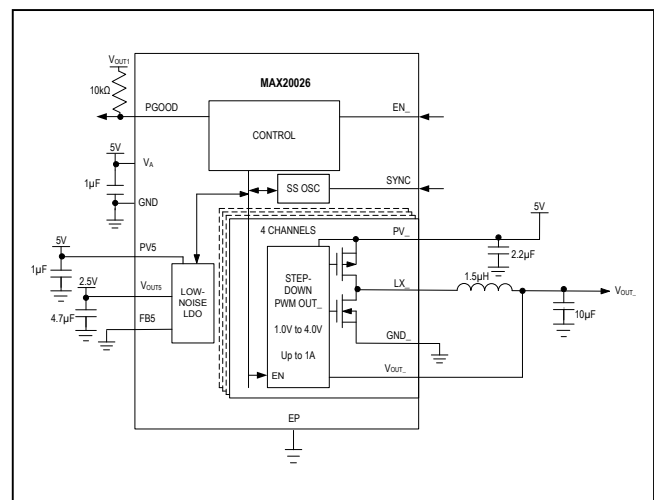 VOUT1
MAX20026
10kΩ
PGOOD
EN_
CONTROL
5V
VA
1µF
SS OSC
SYNC
GND
4 CHANNELS
PV_
5V
5V
PV5
2.2µF
1µF
2.5V
VOUT5
LOW-
NOISE
LDO
STEP-
DOWN
PWM OUT_
LX_
1.5µH
VOUT_
4.7µF
FB5
1.0V to 4.0V
10µF
GND_
Up to 1A
EN
VOUT_
EP